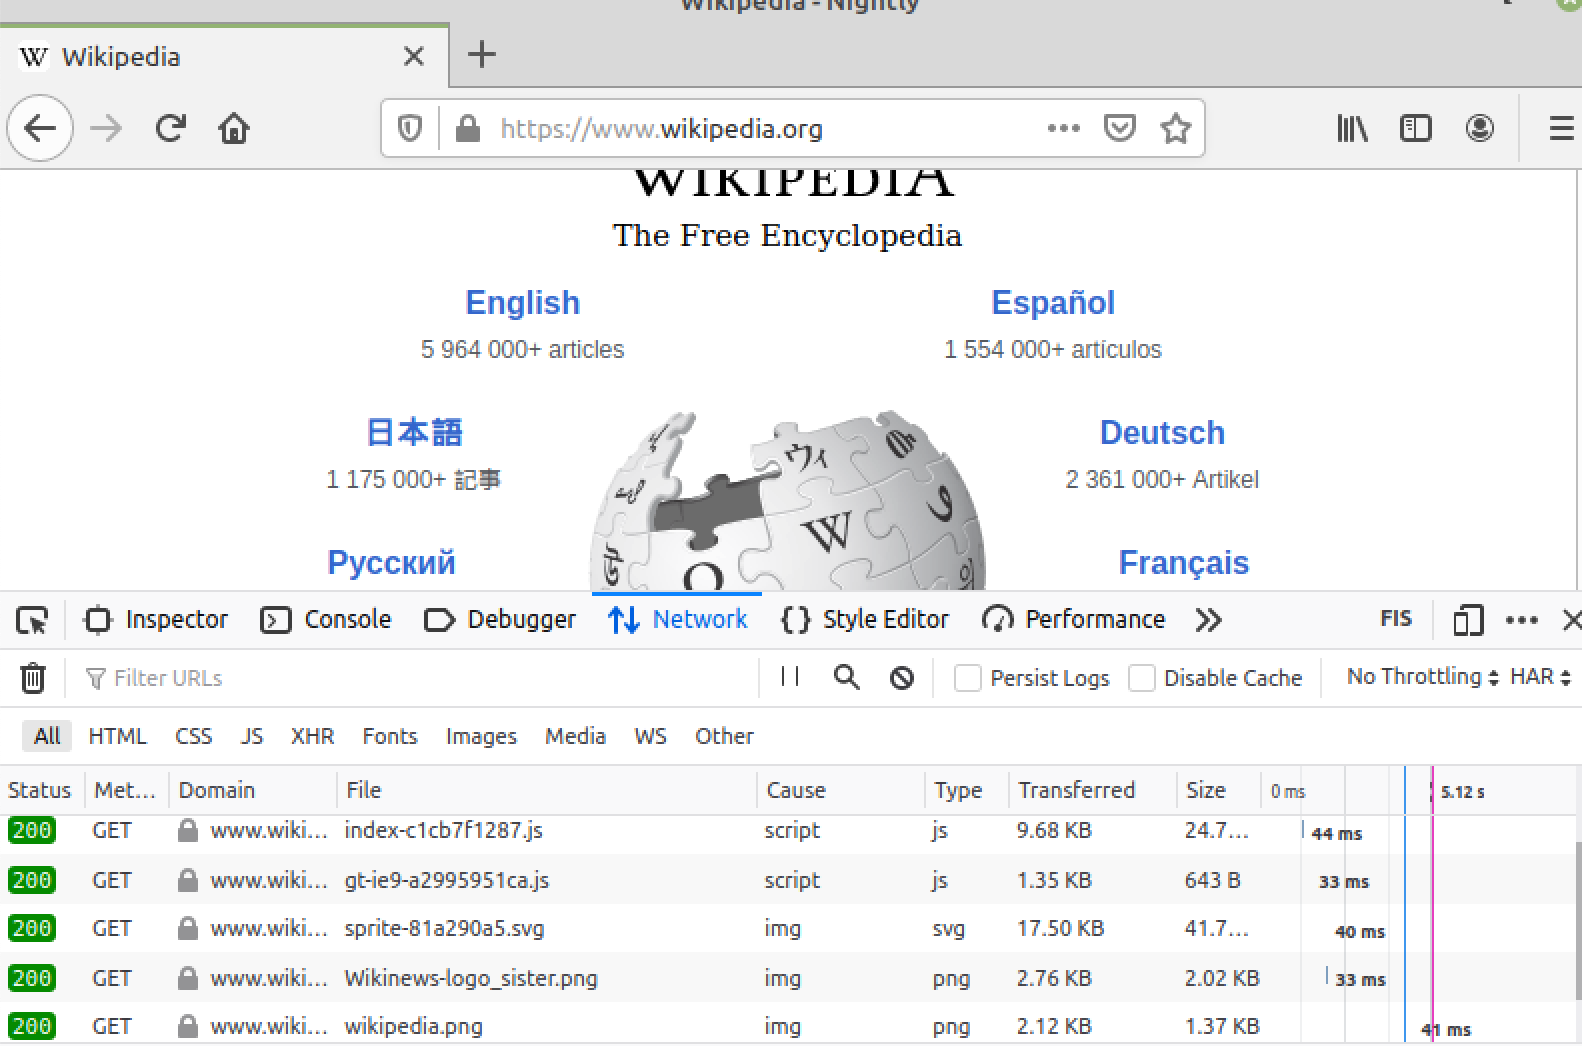 Wikipedia - Nightly
W Wikipedia
https://www.wikipedia.org
WIKIPEDIA
The Free Encyclopedia
English
5 964 000+ articles
Español
1 554 000+ artículos
日本語
1 175 000+ 記事
ウィ
W
Deutsch
2 361 000+ Artikel
Русский
Français
Inspector Console Debugger Network Style Editor Performance FIS
Filter URLs Persist Logs Disable Cache No Throttling HAR
All HTML CSS JS XHR Fonts Images Media WS Other
Status Met... Domain File Cause Type Transferred Size 0 ms 5.12 s
200 GET www.wiki... index-c1cb7f1287.js script js 9.68 KB 24.7... 44 ms
200 GET www.wiki... gt-ie9-a2995951ca.js script js 1.35 KB 643 B 33 ms
200 GET www.wiki... sprite-81a290a5.svg img svg 17.50 KB 41.7... 40 ms
200 GET www.wiki... Wikinews-logo_sister.png img png 2.76 KB 2.02 KB 33 ms
200 GET www.wiki... wikipedia.png img png 2.12 KB 1.37 KB 41 ms